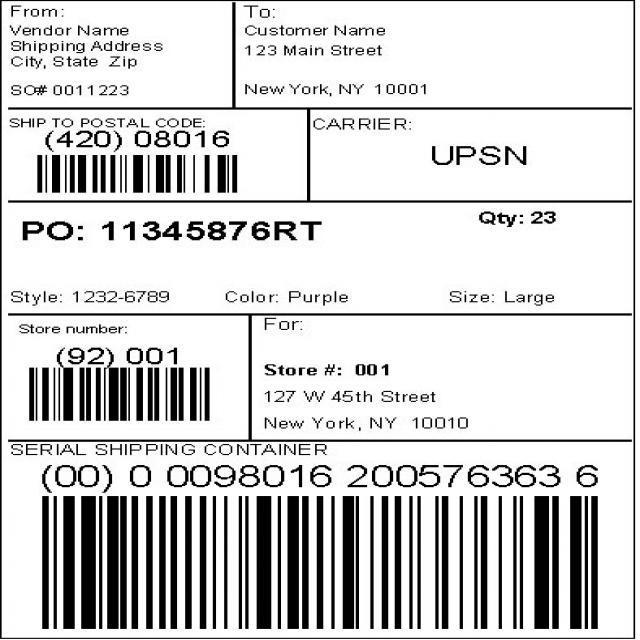 From:
Vendor Name
Shipping Address
City, State Zip
SO# 0011223
To:
Customer Name
123 Main Street
New York, NY 10001
SHIP TO POSTAL CODE:
(420) 08016
CARRIER:
UPSN
PO: 11345876RT
Qty: 23
Style: 1232-6789 Color: Purple Size: Large
Store number:
(92) 001
For:
Store #: 001
127 W 45th Street
New York, NY 10010
SERIAL SHIPPING CONTAINER
(00) 0 0098016 200576363 6